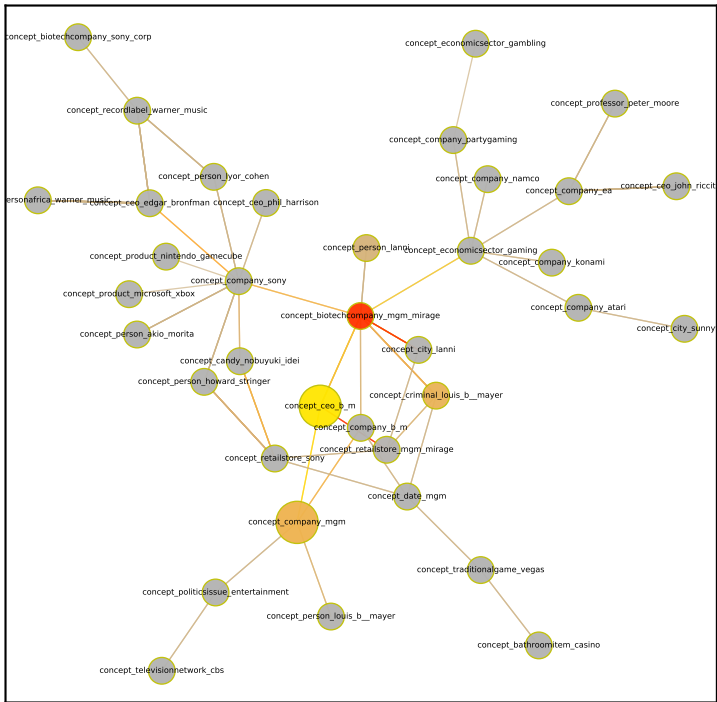 concept_biotechcompany_sony_corp
concept_economicsector_gambling
concept_professor_peter_moore
concept_recordlabel_warner_music
concept_company_partygaming
concept_person_lyor_cohen
concept_company_namco
concept_company_ea
concept_ceo_john_riccit
ersonafrica_warner_music
concept_ceo_edgar_bronfman
concept_ceo_phil_harrison
concept_person_lanni
concept_economicsector_gaming
concept_product_nintendo_gamecube
concept_company_konami
concept_company_sony
concept_product_microsoft_xbox
concept_company_atari
concept_biotechcompany_mgm_mirage
concept_person_akio_morita
concept_city_sunny
concept_city_lanni
concept_candy_nobuyuki_idei
concept_person_howard_stringer
concept_criminal_louis_b__mayer
concept_ceo_b_m
concept_company_b_m
concept_retailstore_mgm_mirage
concept_retailstore_sony
concept_date_mgm
concept_company_mgm
concept_traditionalgame_vegas
concept_politicsissue_entertainment
concept_person_louis_b__mayer
concept_bathroomitem_casino
concept_televisionnetwork_cbs